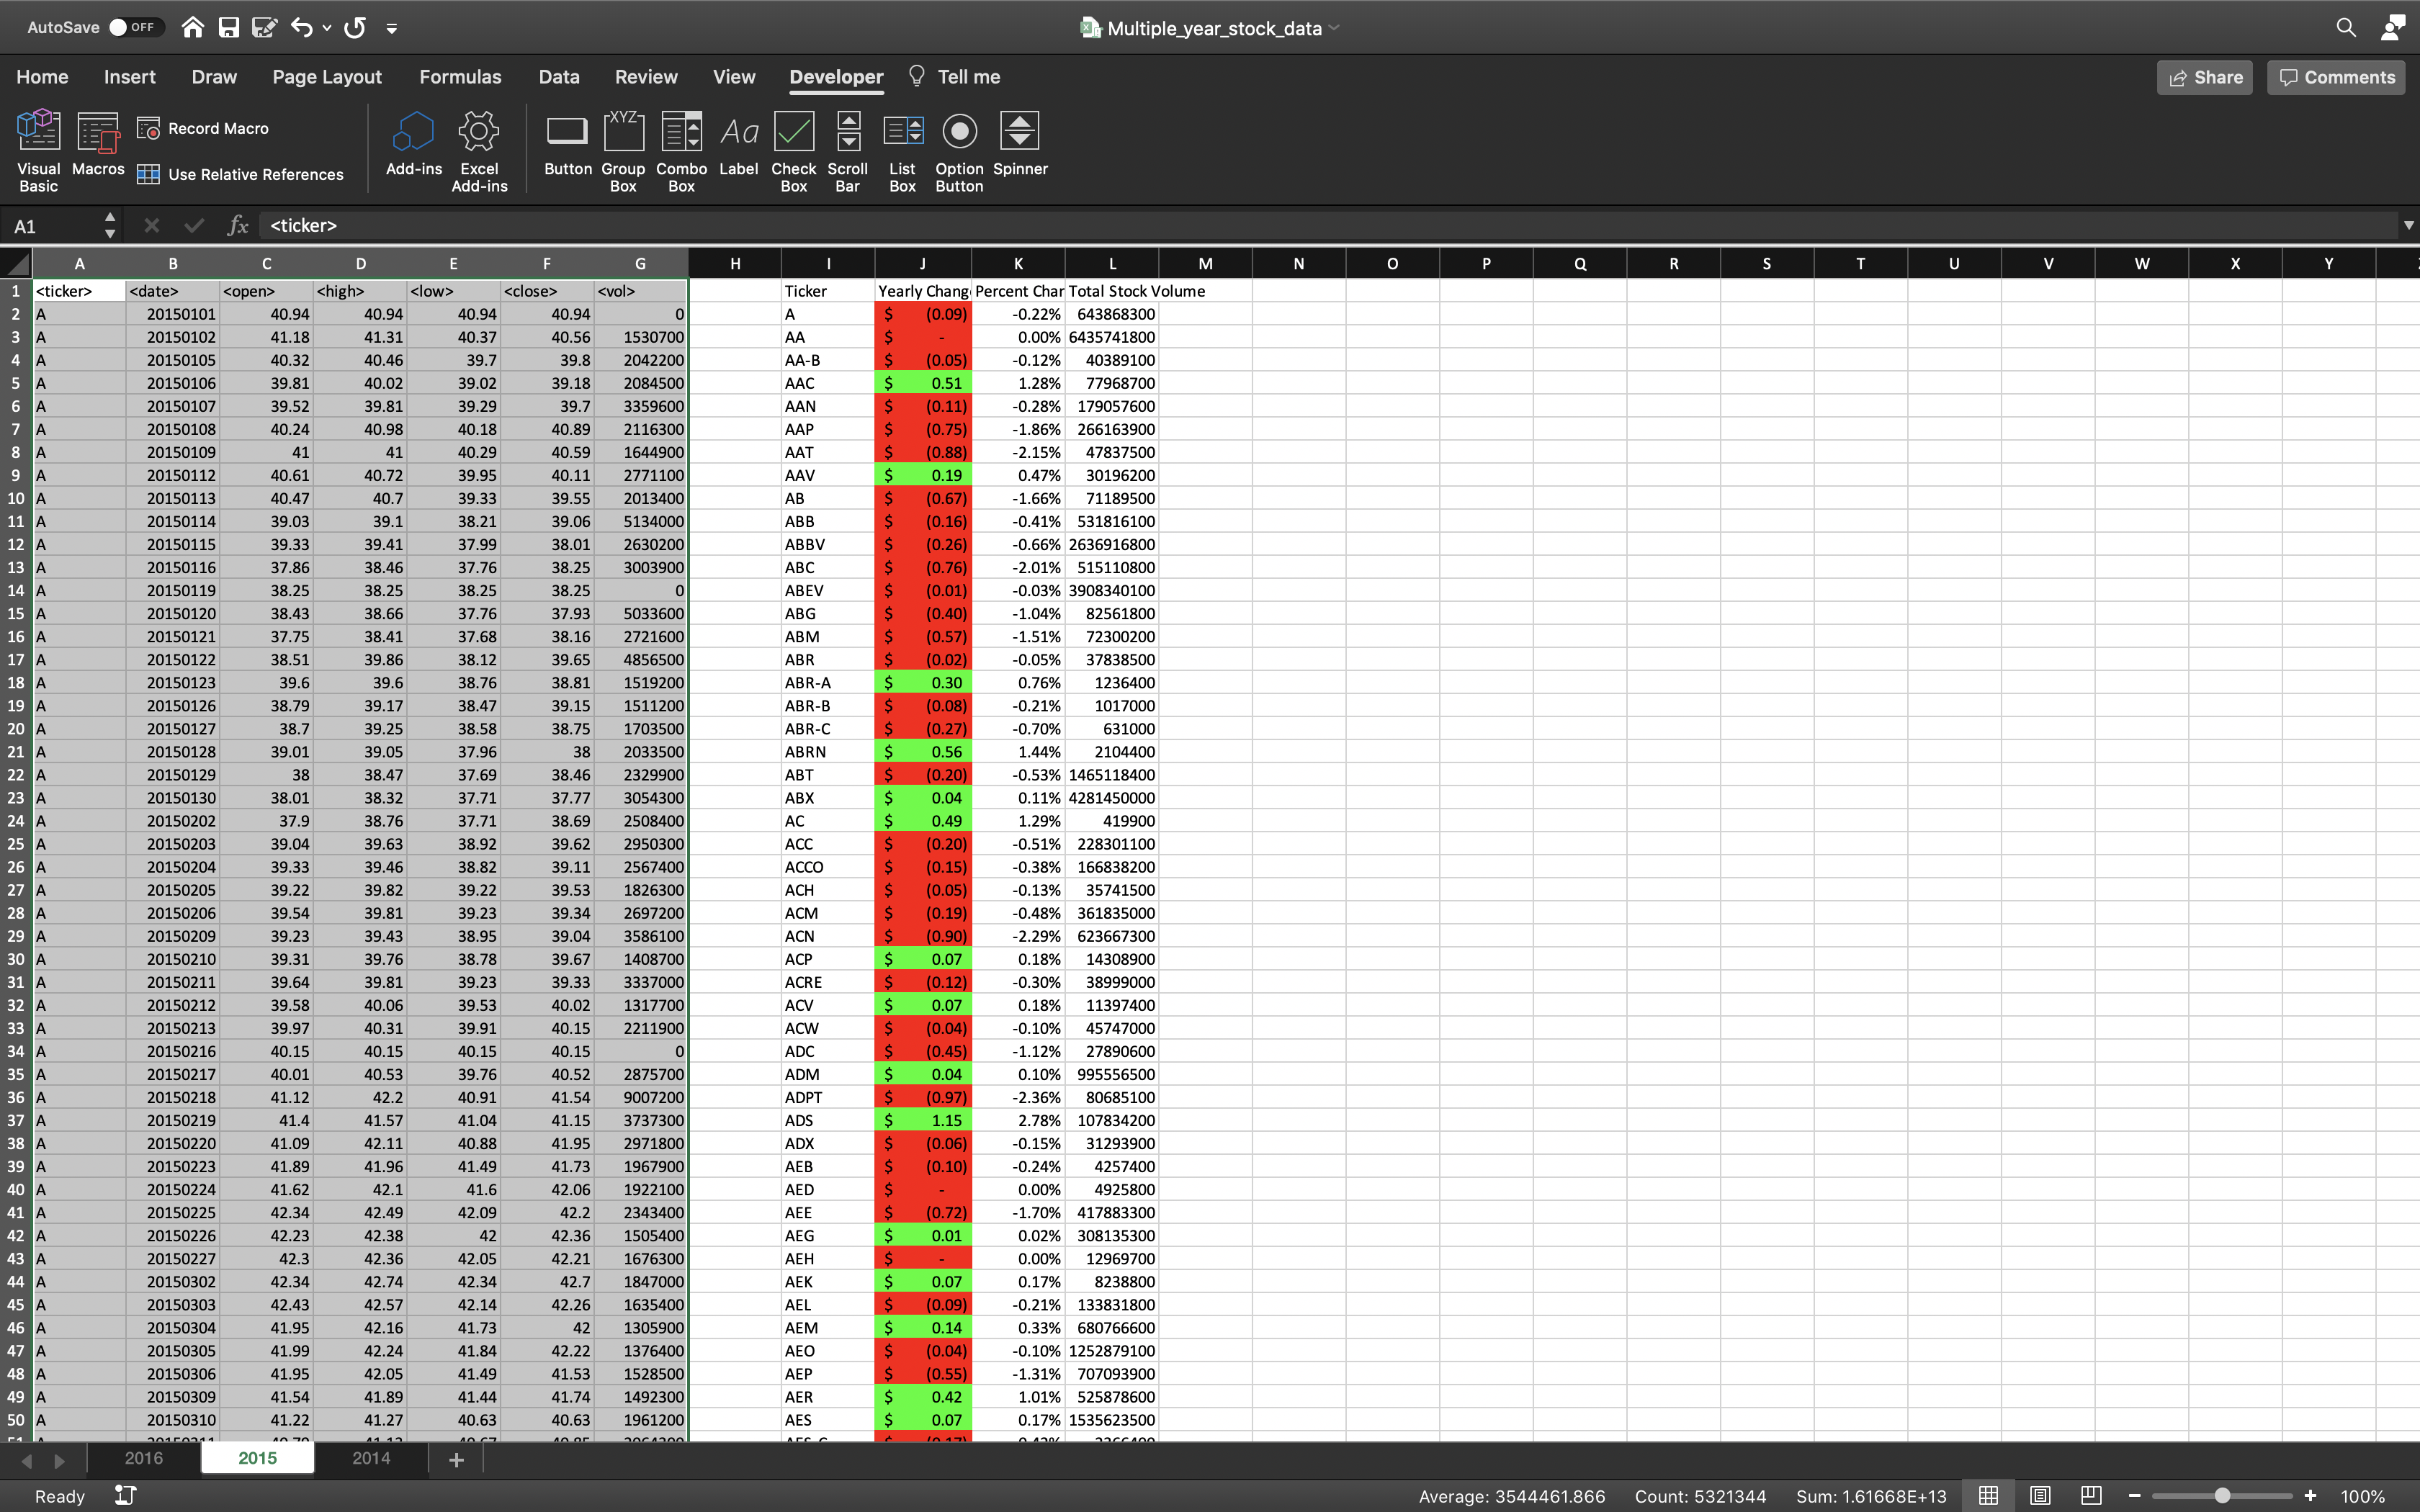 AutoSave OFF
Multiple_year_stock_data
Home Insert Draw Page Layout Formulas Data Review View Developer Tell me Share Comments
Visual Basic
Macros
Record Macro
Use Relative References
Add-ins
Excel Add-ins
Button
XYZ
Group Box
Combo Box
Aa
Label
Check Box
Scroll Bar
List Box
Option Button
Spinner
A1 fx <ticker>
A B C D E F G H I J K L M N O P Q R S T U V W X Y
1 <ticker> <date> <open> <high> <low> <close> <vol> Ticker Yearly Chang Percent Char Total Stock Volume
2 A 20150101 40.94 40.94 40.94 40.94 0 A $ (0.09) -0.22% 643868300
3 A 20150102 41.18 41.31 40.37 40.56 1530700 AA $ - 0.00% 6435741800
4 A 20150105 40.32 40.46 39.7 39.8 2042200 AA-B $ (0.05) -0.12% 40389100
5 A 20150106 39.81 40.02 39.02 39.18 2084500 AAC $ 0.51 1.28% 77968700
6 A 20150107 39.52 39.81 39.29 39.7 3359600 AAN $ (0.11) -0.28% 179057600
7 A 20150108 40.24 40.98 40.18 40.89 2116300 AAP $ (0.75) -1.86% 266163900
8 A 20150109 41 41 40.29 40.59 1644900 AAT $ (0.88) -2.15% 47837500
9 A 20150112 40.61 40.72 39.95 40.11 2771100 AAV $ 0.19 0.47% 30196200
10 A 20150113 40.47 40.7 39.33 39.55 2013400 AB $ (0.67) -1.66% 71189500
11 A 20150114 39.03 39.1 38.21 39.06 5134000 ABB $ (0.16) -0.41% 531816100
12 A 20150115 39.33 39.41 37.99 38.01 2630200 ABBV $ (0.26) -0.66% 2636916800
13 A 20150116 37.86 38.46 37.76 38.25 3003900 ABC $ (0.76) -2.01% 515110800
14 A 20150119 38.25 38.25 38.25 38.25 0 ABEV $ (0.01) -0.03% 3908340100
15 A 20150120 38.43 38.66 37.76 37.93 5033600 ABG $ (0.40) -1.04% 82561800
16 A 20150121 37.75 38.41 37.68 38.16 2721600 ABM $ (0.57) -1.51% 72300200
17 A 20150122 38.51 39.86 38.12 39.65 4856500 ABR $ (0.02) -0.05% 37838500
18 A 20150123 39.6 39.6 38.76 38.81 1519200 ABR-A $ 0.30 0.76% 1236400
19 A 20150126 38.79 39.17 38.47 39.15 1511200 ABR-B $ (0.08) -0.21% 1017000
20 A 20150127 38.7 39.25 38.58 38.75 1703500 ABR-C $ (0.27) -0.70% 631000
21 A 20150128 39.01 39.05 37.96 38 2033500 ABRN $ 0.56 1.44% 2104400
22 A 20150129 38 38.47 37.69 38.46 2329900 ABT $ (0.20) -0.53% 1465118400
23 A 20150130 38.01 38.32 37.71 37.77 3054300 ABX $ 0.04 0.11% 4281450000
24 A 20150202 37.9 38.76 37.71 38.69 2508400 AC $ 0.49 1.29% 419900
25 A 20150203 39.04 39.63 38.92 39.62 2950300 ACC $ (0.20) -0.51% 228301100
26 A 20150204 39.33 39.46 38.82 39.11 2567400 ACCO $ (0.15) -0.38% 166838200
27 A 20150205 39.22 39.82 39.22 39.53 1826300 ACH $ (0.05) -0.13% 35741500
28 A 20150206 39.54 39.81 39.23 39.34 2697200 ACM $ (0.19) -0.48% 361835000
29 A 20150209 39.23 39.43 38.95 39.04 3586100 ACN $ (0.90) -2.29% 623667300
30 A 20150210 39.31 39.76 38.78 39.67 1408700 ACP $ 0.07 0.18% 14308900
31 A 20150211 39.64 39.81 39.23 39.33 3337000 ACRE $ (0.12) -0.30% 38999000
32 A 20150212 39.58 40.06 39.53 40.02 1317700 ACV $ 0.07 0.18% 11397400
33 A 20150213 39.97 40.31 39.91 40.15 2211900 ACW $ (0.04) -0.10% 45747000
34 A 20150216 40.15 40.15 40.15 40.15 0 ADC $ (0.45) -1.12% 27890600
35 A 20150217 40.01 40.53 39.76 40.52 2875700 ADM $ 0.04 0.10% 995556500
36 A 20150218 41.12 42.2 40.91 41.54 9007200 ADPT $ (0.97) -2.36% 80685100
37 A 20150219 41.4 41.57 41.04 41.15 3737300 ADS $ 1.15 2.78% 107834200
38 A 20150220 41.09 42.11 40.88 41.95 2971800 ADX $ (0.06) -0.15% 31293900
39 A 20150223 41.89 41.96 41.49 41.73 1967900 AEB $ (0.10) -0.24% 4257400
40 A 20150224 41.62 42.1 41.6 42.06 1922100 AED $ - 0.00% 4925800
41 A 20150225 42.34 42.49 42.09 42.2 2343400 AEE $ (0.72) -1.70% 417883300
42 A 20150226 42.23 42.38 42 42.36 1505400 AEG $ 0.01 0.02% 308135300
43 A 20150227 42.3 42.36 42.05 42.21 1676300 AEH $ - 0.00% 12969700
44 A 20150302 42.34 42.74 42.34 42.7 1847000 AEK $ 0.07 0.17% 8238800
45 A 20150303 42.43 42.57 42.14 42.26 1635400 AEL $ (0.09) -0.21% 133831800
46 A 20150304 41.95 42.16 41.73 42 1305900 AEM $ 0.14 0.33% 680766600
47 A 20150305 41.99 42.24 41.84 42.22 1376400 AEO $ (0.04) -0.10% 1252879100
48 A 20150306 41.95 42.05 41.49 41.53 1528500 AEP $ (0.55) -1.31% 707093900
49 A 20150309 41.54 41.89 41.44 41.74 1492300 AER $ 0.42 1.01% 525878600
50 A 20150310 41.22 41.27 40.63 40.63 1961200 AES $ 0.07 0.17% 1535623500
2016 2015 2014 +
Ready Average: 3544461.866 Count: 5321344 Sum: 1.61668E+13 100%